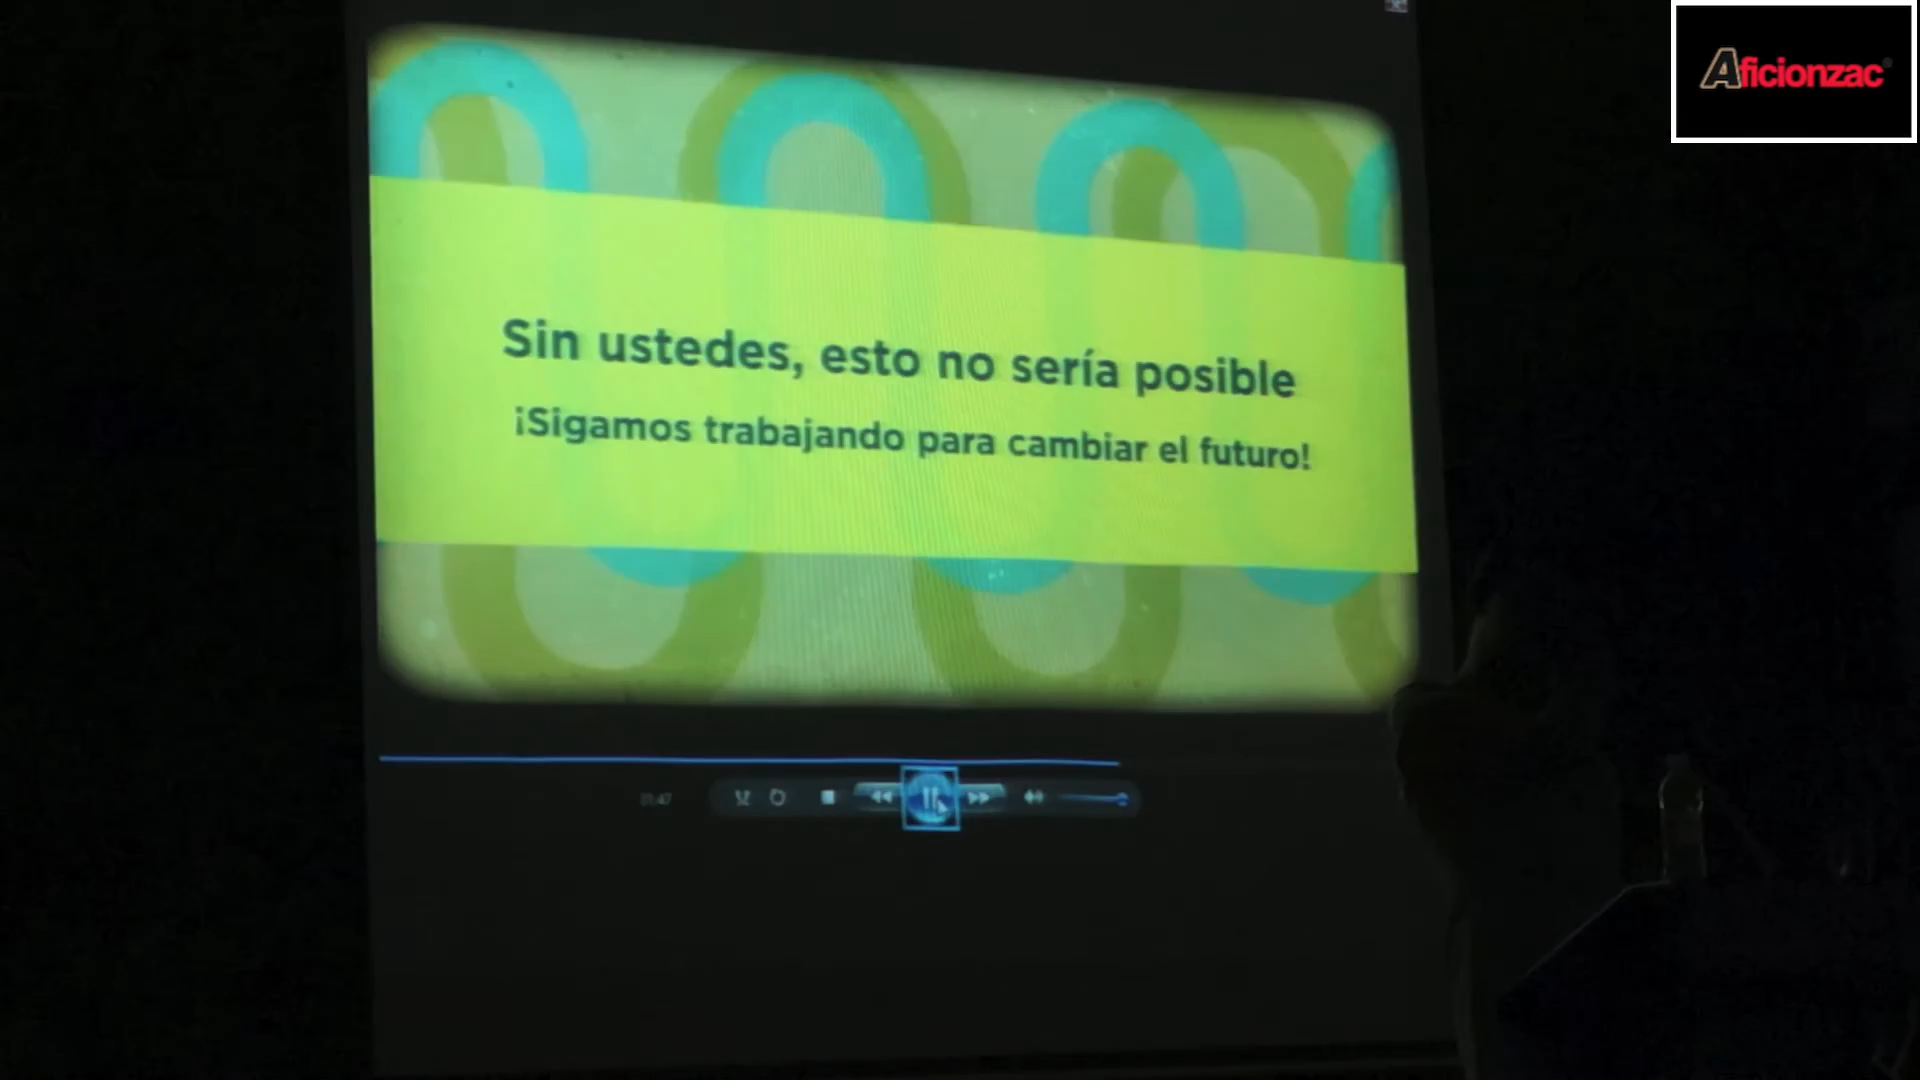 Aficionzac
Sin ustedes, esto no sería posible
¡Sigamos trabajando para cambiar el futuro!